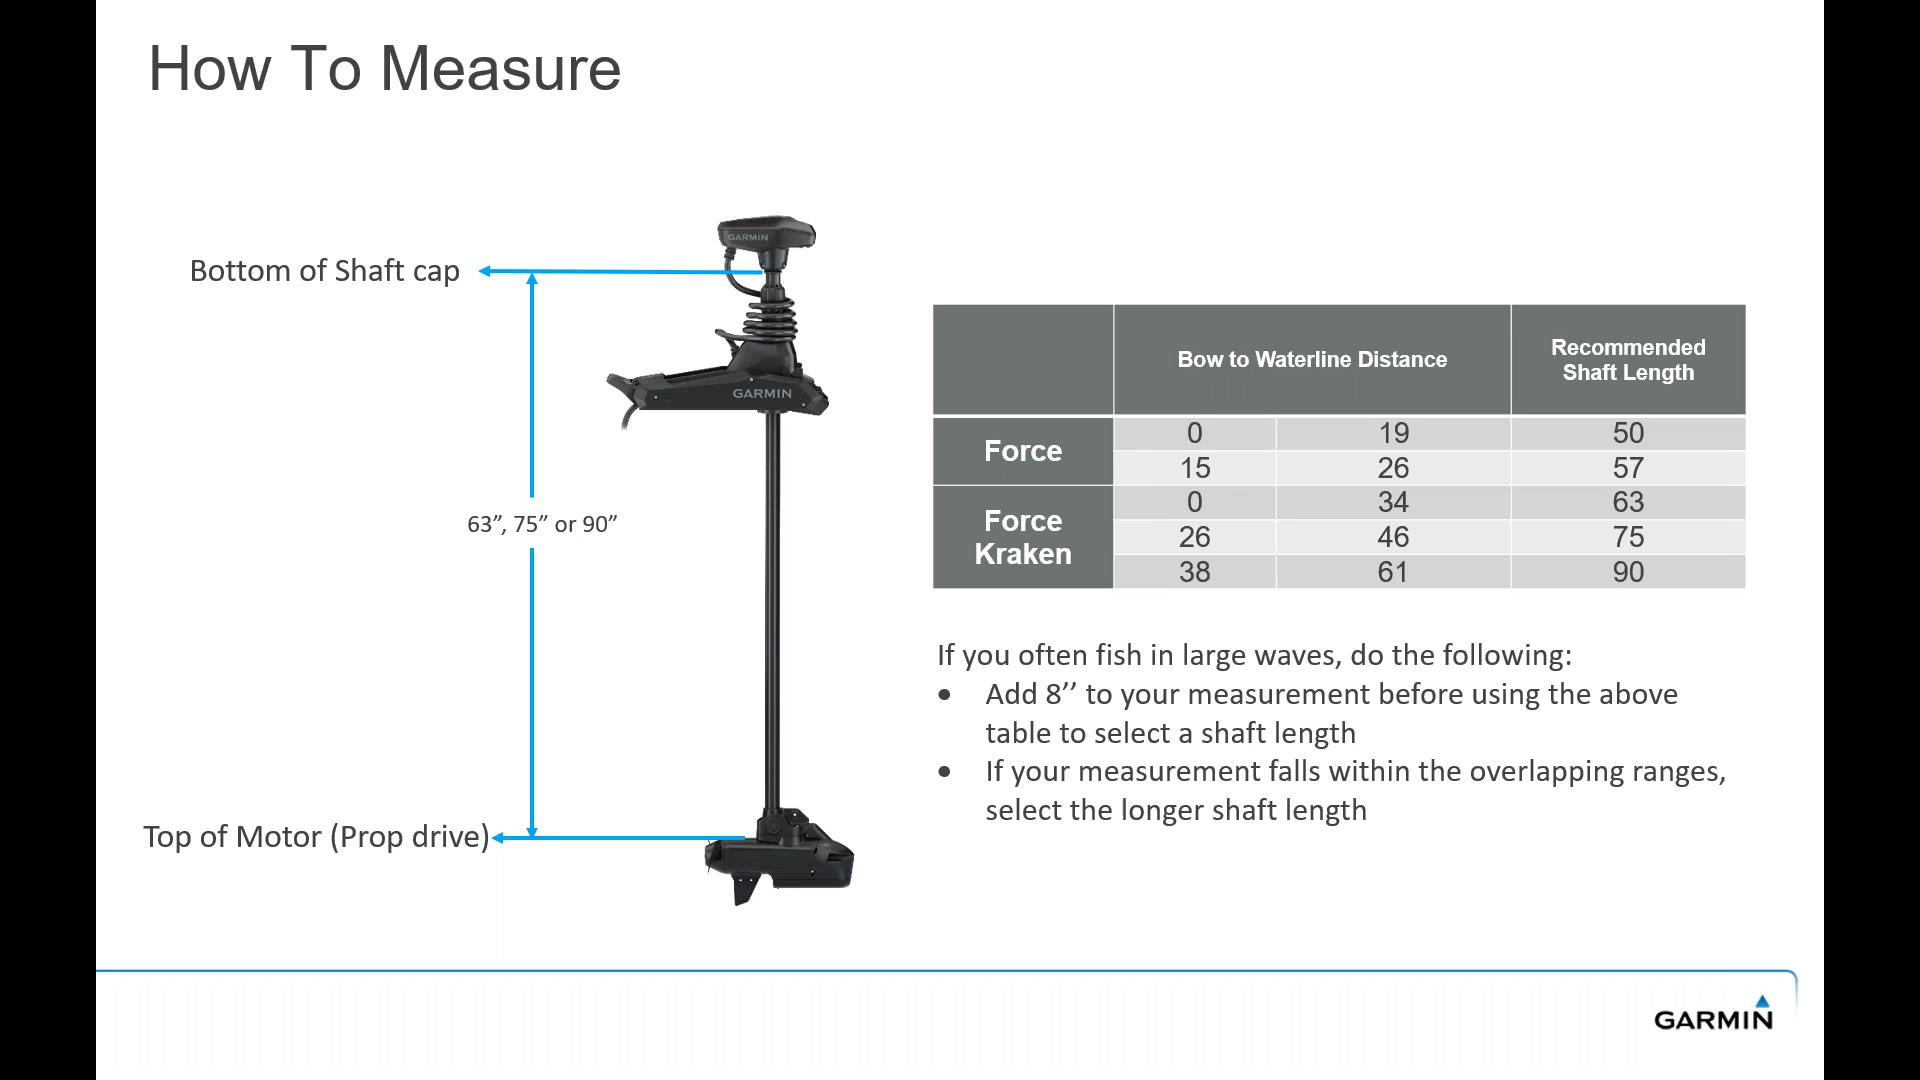 How To Measure
GARMIN
Bottom of Shaft cap
GARMIN
63”, 75” or 90”
Top of Motor (Prop drive)
Bow to Waterline Distance
Recommended
Shaft Length
Force
0 19 50
15 26 57
Force
Kraken
0 34 63
26 46 75
38 61 90
If you often fish in large waves, do the following:
• Add 8’’ to your measurement before using the above
table to select a shaft length
• If your measurement falls within the overlapping ranges,
select the longer shaft length
GARMIN